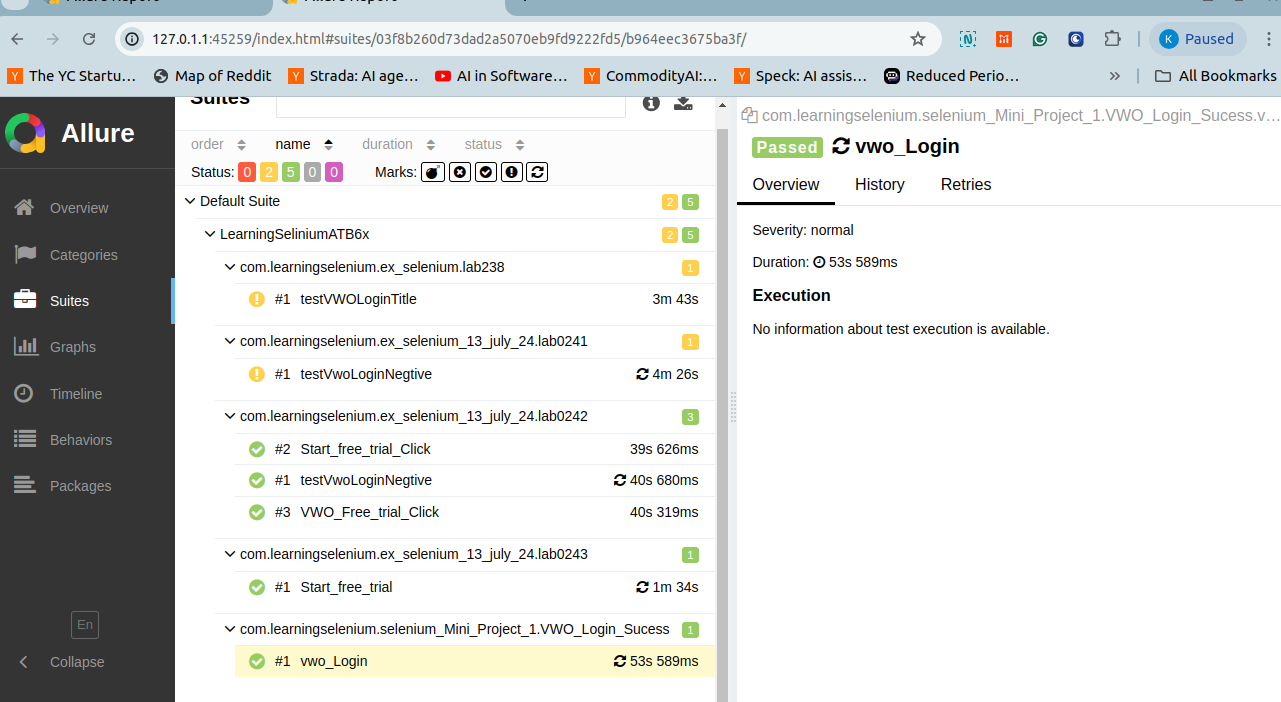 127.0.1.1:45259/index.html#suites/03f8b260d73dad2a5070eb9fd9222fd5/b964eec3675ba3f/
K Paused
The YC Startu… Map of Reddit Strada: AI age… AI in Software… CommodityAI:… Speck: AI assis… Reduced Perio… » All Bookmarks
Allure
Overview
Categories
Suites
Graphs
Timeline
Behaviors
Packages
En
Collapse
Suites
order name duration status
Status: 0 2 5 0 0 Marks:
Default Suite 2 5
LearningSeliniumATB6x 2 5
com.learningselenium.ex_selenium.lab238 1
#1 testVWOLoginTitle 3m 43s
com.learningselenium.ex_selenium_13_july_24.lab0241 1
#1 testVwoLoginNegtive 4m 26s
com.learningselenium.ex_selenium_13_july_24.lab0242 3
#2 Start_free_trial_Click 39s 626ms
#1 testVwoLoginNegtive 40s 680ms
#3 VWO_Free_trial_Click 40s 319ms
com.learningselenium.ex_selenium_13_july_24.lab0243 1
#1 Start_free_trial 1m 34s
com.learningselenium.selenium_Mini_Project_1.VWO_Login_Sucess 1
#1 vwo_Login 53s 589ms
com.learningselenium.selenium_Mini_Project_1.VWO_Login_Sucess.v…
Passed vwo_Login
Overview History Retries
Severity: normal
Duration: 53s 589ms
Execution
No information about test execution is available.